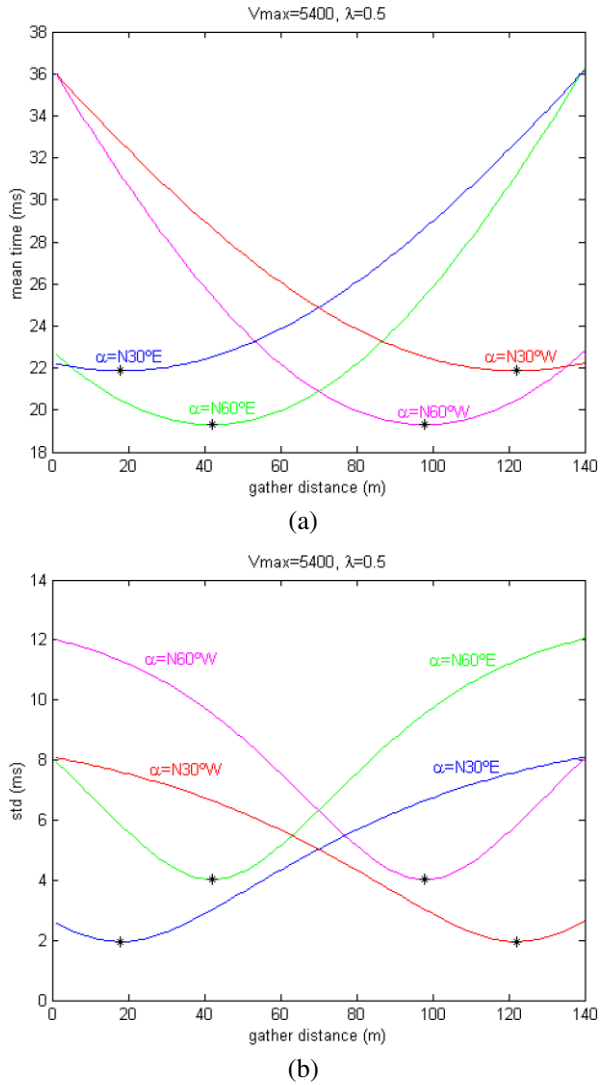 Vmax=5400, λ=0.5
38
36
34
32
30
28
26
24
22
20
18
mean time (ms)
α=N30ºE
α=N30ºW
α=N60ºE
α=N60ºW
0 20 40 60 80 100 120 140
gather distance (m)
(a)
Vmax=5400, λ=0.5
14
12
10
8
6
4
2
0
std (ms)
α=N60ºW
α=N60ºE
α=N30ºW
α=N30ºE
0 20 40 60 80 100 120 140
gather distance (m)
(b)